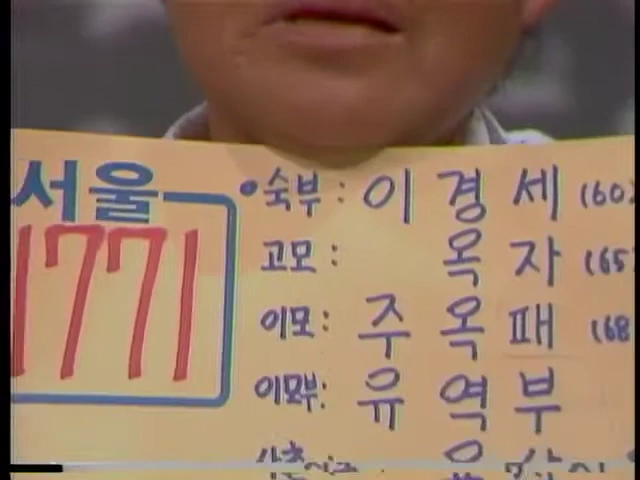 서울
1771
숙부: 이경세 (60)
고모: 옥자 (65
이모: 주옥패 (68
이모부: 유역부